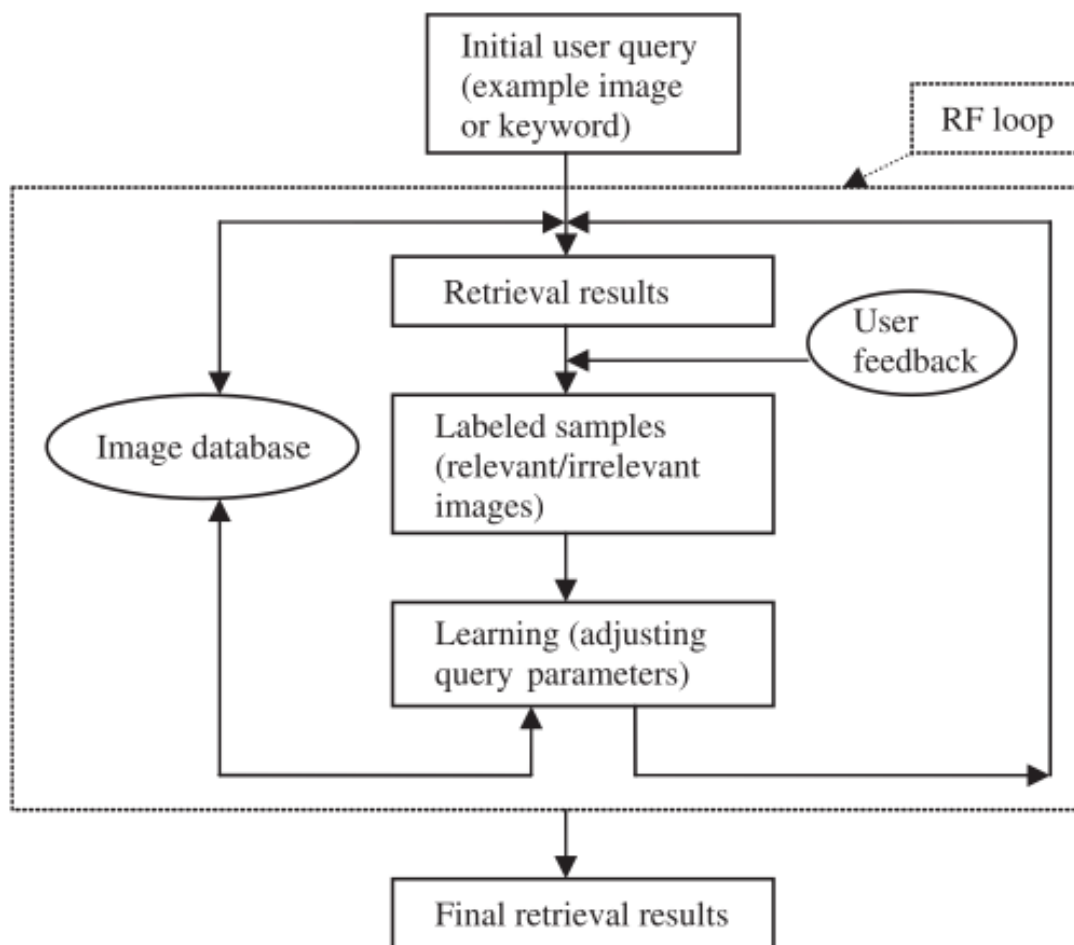 Initial user query
(example image
or keyword)
RF loop
Retrieval results
User
feedback
Image database
Labeled samples
(relevant/irrelevant
images)
Learning (adjusting
query parameters)
Final retrieval results